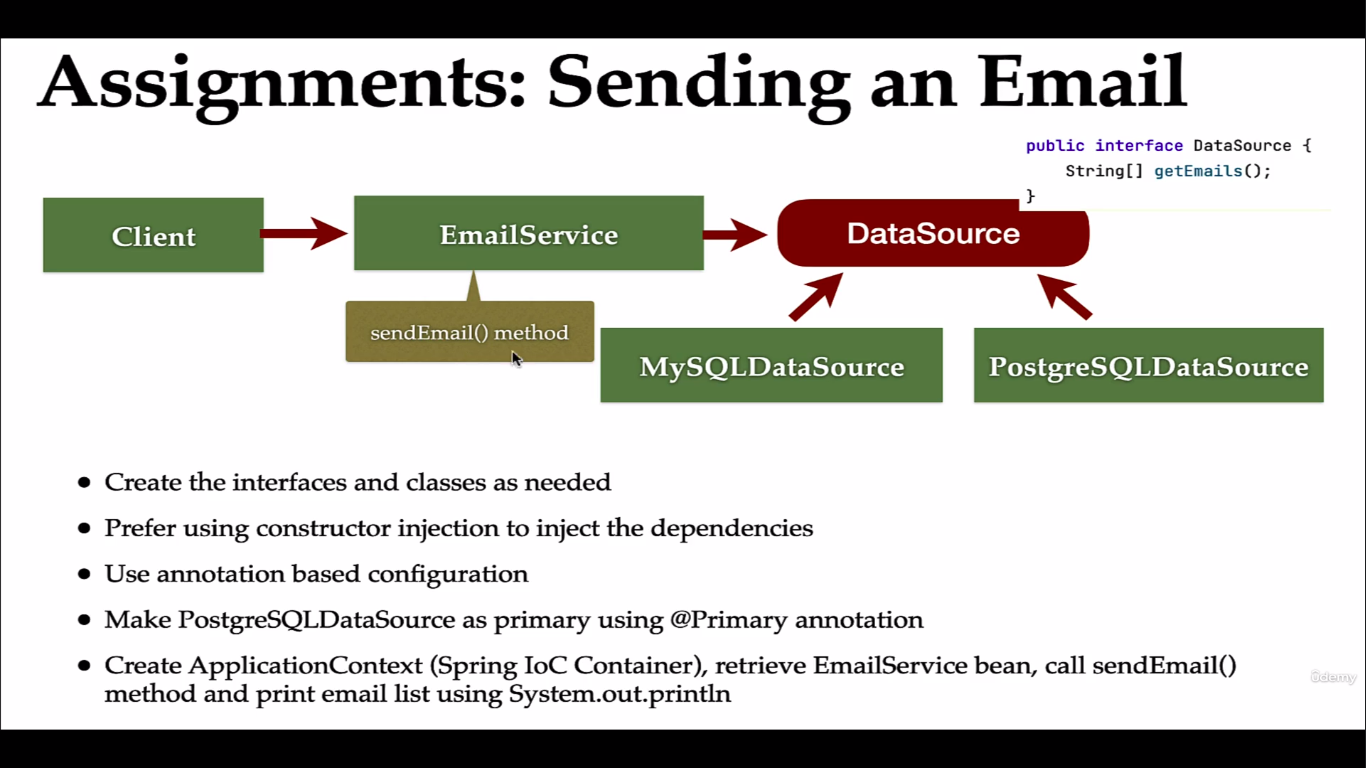 Assignments: Sending an Email
public interface DataSource {
String[] getEmails();
}
Client
EmailService
DataSource
sendEmail() method
MySQLDataSource
PostgreSQLDataSource
• Create the interfaces and classes as needed
• Prefer using constructor injection to inject the dependencies
• Use annotation based configuration
• Make PostgreSQLDataSource as primary using @Primary annotation
• Create ApplicationContext (Spring IoC Container), retrieve EmailService bean, call sendEmail()
method and print email list using System.out.println
ûdemy